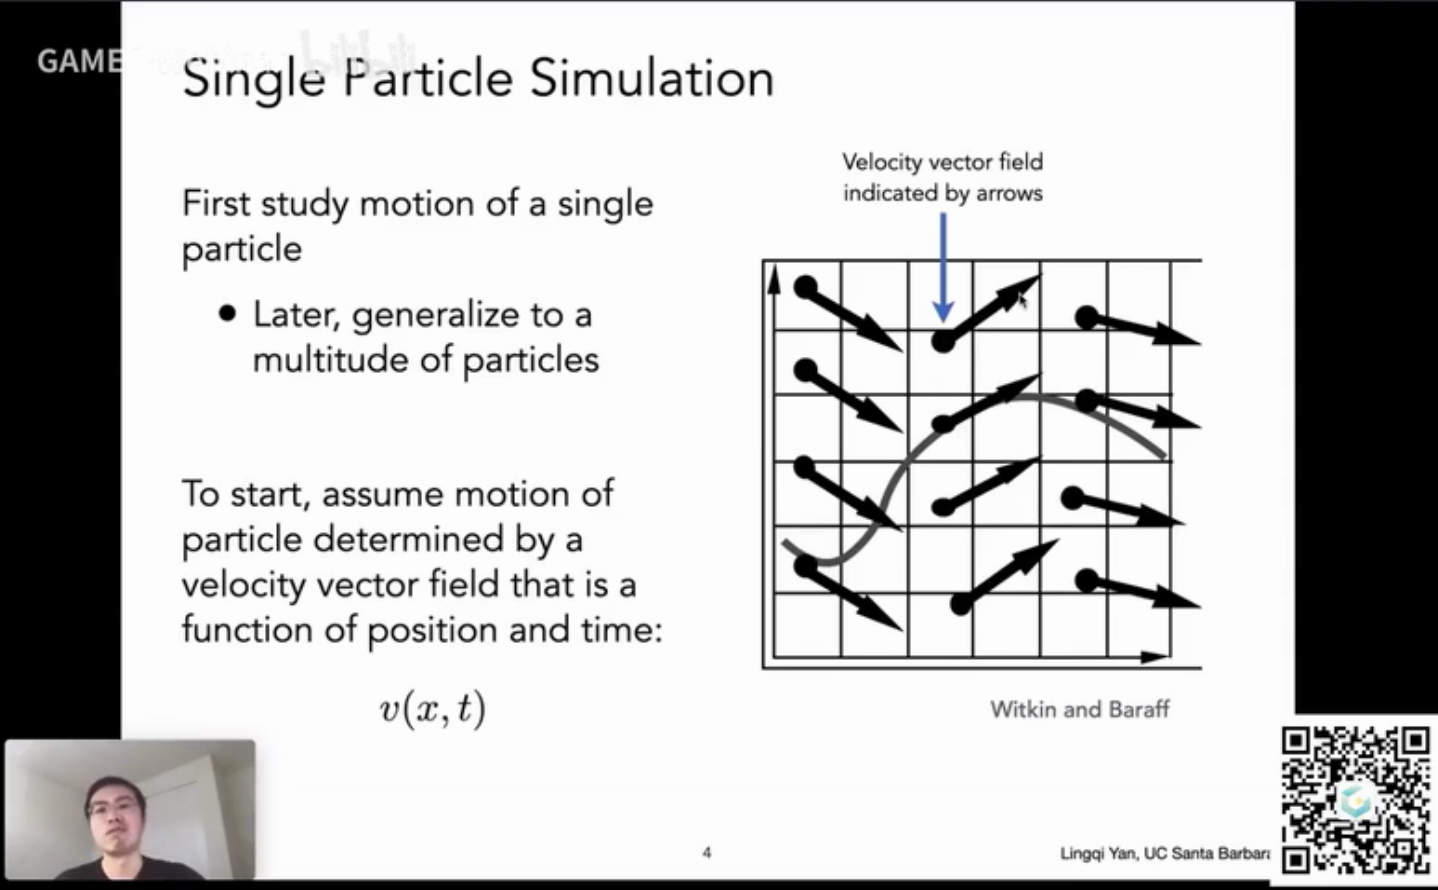 GAME
Single Particle Simulation
Velocity vector field
indicated by arrows
First study motion of a single
particle
● Later, generalize to a
multitude of particles
To start, assume motion of
particle determined by a
velocity vector field that is a
function of position and time:
v(x, t)
Witkin and Baraff
4
Lingqi Yan, UC Santa Barbara